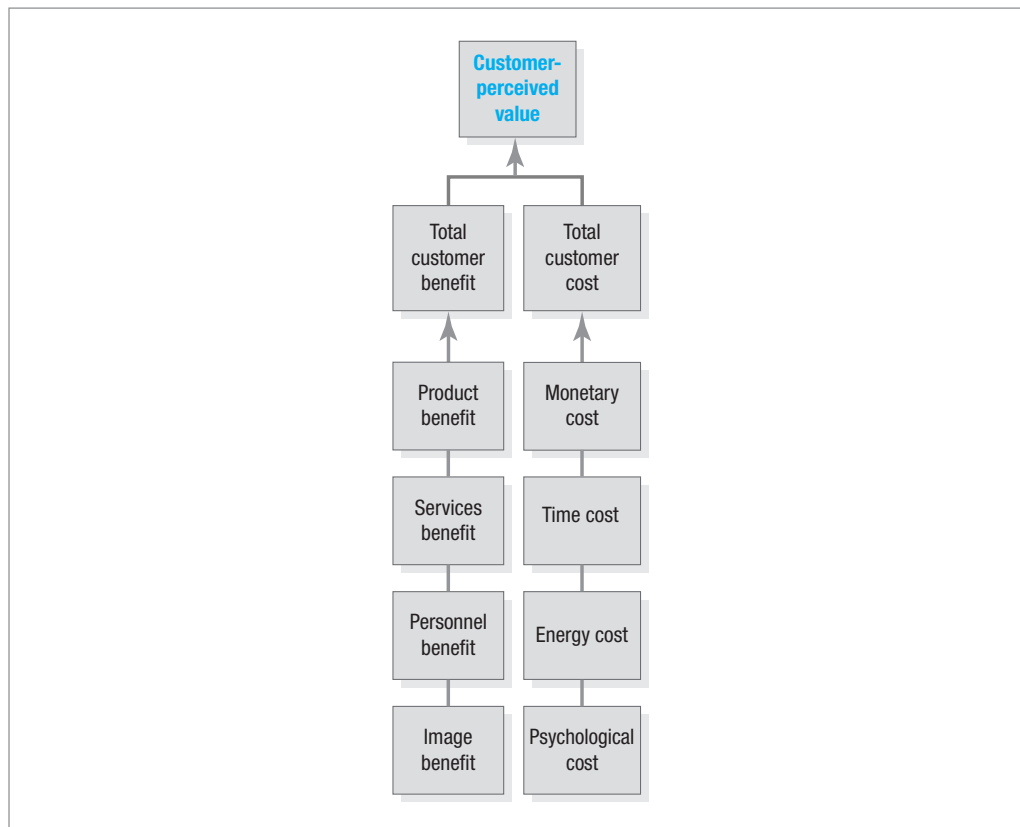 Customer-
perceived
value
Total
customer
benefit
Total
customer
cost
Product
benefit
Monetary
cost
Services
benefit
Time cost
Personnel
benefit
Energy cost
Image
benefit
Psychological
cost